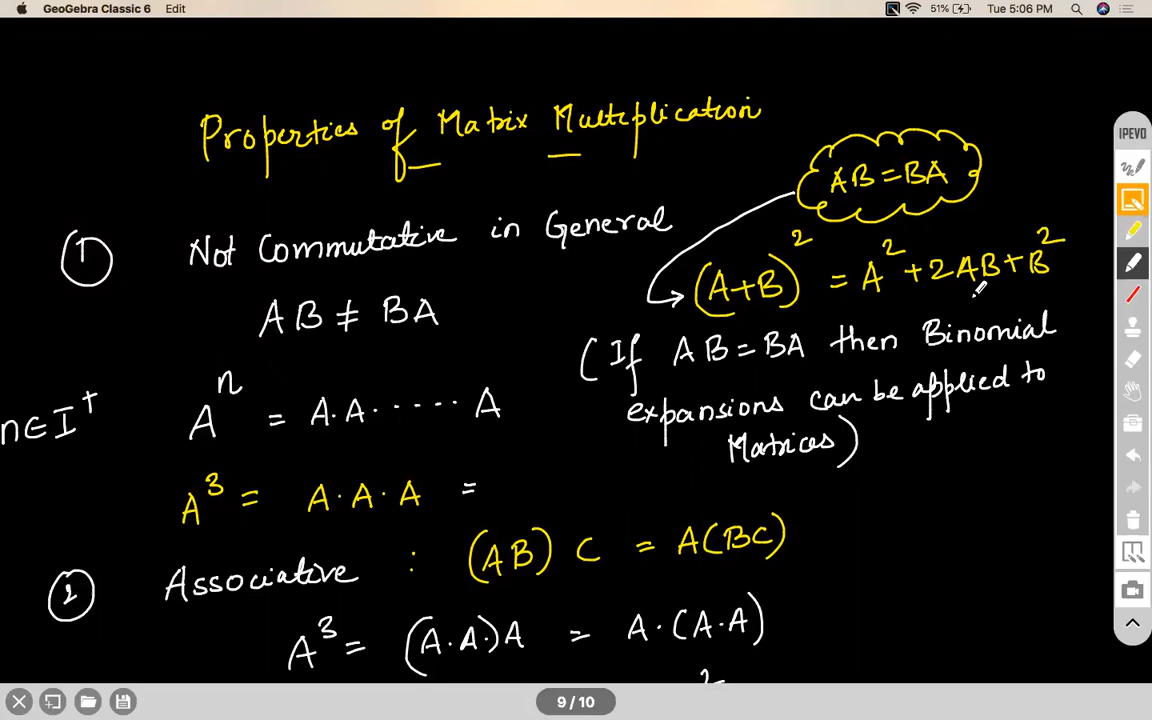 GeoGebra Classic 6 Edit 51% Tue 5:06 PM
Properties of Matrix Multiplication
AB=BA
① Not Commutative in General
(A+B)² = A²+2AB+B²
AB ≠ BA
(If AB=BA then Binomial
expansions can be applied to
Matrices)
n∈I⁺ Aⁿ = A·A······A
A³ = A·A·A =
② Associative : (AB) C = A(BC)
A³ = (A·A·)A = A·(A·A)
2
IPEVO
9 / 10